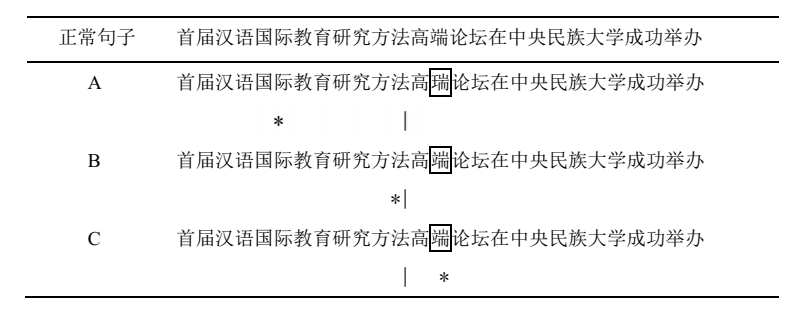 正常句子 首届汉语国际教育研究方法高端论坛在中央民族大学成功举办
A 首届汉语国际教育研究方法高瑞论坛在中央民族大学成功举办
* |
B 首届汉语国际教育研究方法高端论坛在中央民族大学成功举办
*|
C 首届汉语国际教育研究方法高端论坛在中央民族大学成功举办
| *